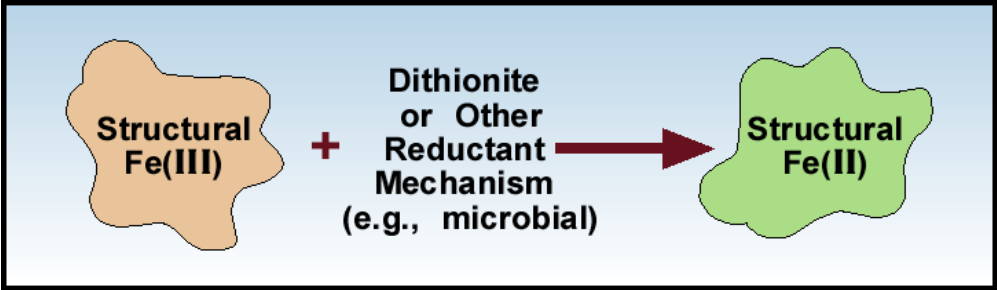 Structural
Fe(III)
+
Dithionite
or Other
Reductant
Mechanism
(e.g., microbial)
Structural
Fe(II)